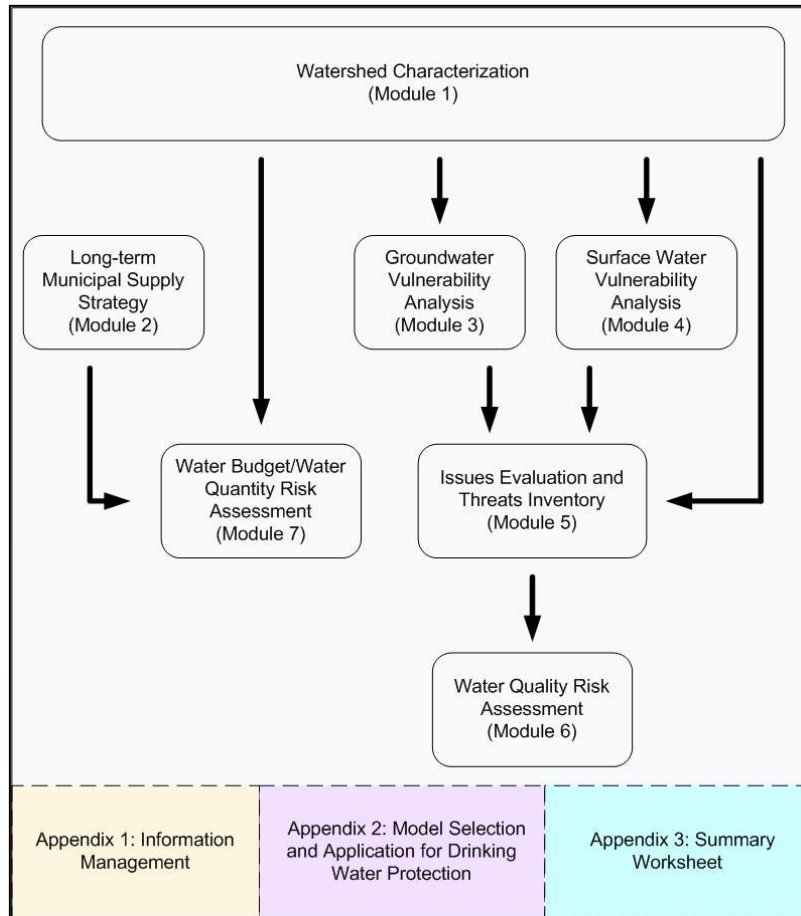 Watershed Characterization
(Module 1)
Long-term
Municipal Supply
Strategy
(Module 2)
Groundwater
Vulnerability
Analysis
(Module 3)
Surface Water
Vulnerability
Analysis
(Module 4)
Water Budget/Water
Quantity Risk
Assessment
(Module 7)
Issues Evaluation and
Threats Inventory
(Module 5)
Water Quality Risk
Assessment
(Module 6)
Appendix 1: Information
Management
Appendix 2: Model Selection
and Application for Drinking
Water Protection
Appendix 3: Summary
Worksheet